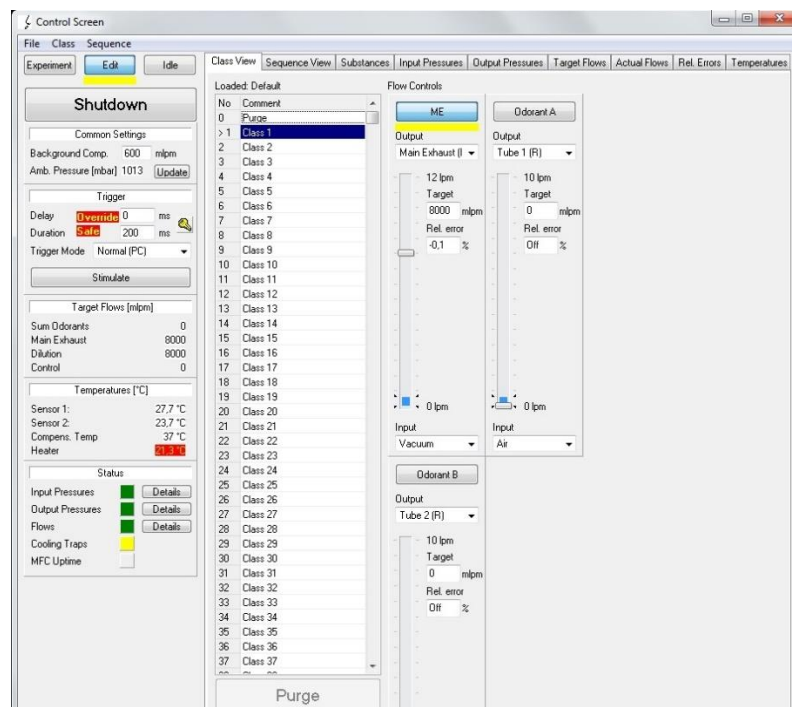 Control Screen
File Class Sequence
Experiment Edit Idle
Shutdown
Common Settings
Background Comp. 600 mlpm
Amb. Pressure [mbar] 1013 Update
Trigger
Delay Override 0 ms
Duration Safe 200 ms
Trigger Mode Normal (PC)
Stimulate
Target Flows [mlpm]
Sum Odorants 0
Main Exhaust 8000
Dilution 8000
Control 0
Temperatures [°C]
Sensor 1: 27,7 °C
Sensor 2: 23,7 °C
Compens. Temp 37 °C
Heater 21,3 °C
Status
Input Pressures Details
Output Pressures Details
Flows Details
Cooling Traps
MFC Uptime
Class View Sequence View Substances Input Pressures Output Pressures Target Flows Actual Flows Rel. Errors Temperatures
Loaded: Default
No Comment
0 Purge
> 1 Class 1
2 Class 2
3 Class 3
4 Class 4
5 Class 5
6 Class 6
7 Class 7
8 Class 8
9 Class 9
10 Class 10
11 Class 11
12 Class 12
13 Class 13
14 Class 14
15 Class 15
16 Class 16
17 Class 17
18 Class 18
19 Class 19
20 Class 20
21 Class 21
22 Class 22
23 Class 23
24 Class 24
25 Class 25
26 Class 26
27 Class 27
28 Class 28
29 Class 29
30 Class 30
31 Class 31
32 Class 32
33 Class 33
34 Class 34
35 Class 35
36 Class 36
37 Class 37
Purge
Flow Controls
ME
Output
Main Exhaust (
12 lpm
Target
8000 mlpm
Rel. error
-0,1 %
0 lpm
Input
Vacuum
Odorant A
Output
Tube 1 (R)
10 lpm
Target
0 mlpm
Rel. error
Off %
0 lpm
Input
Air
Odorant B
Output
Tube 2 (R)
10 lpm
Target
0 mlpm
Rel. error
Off %